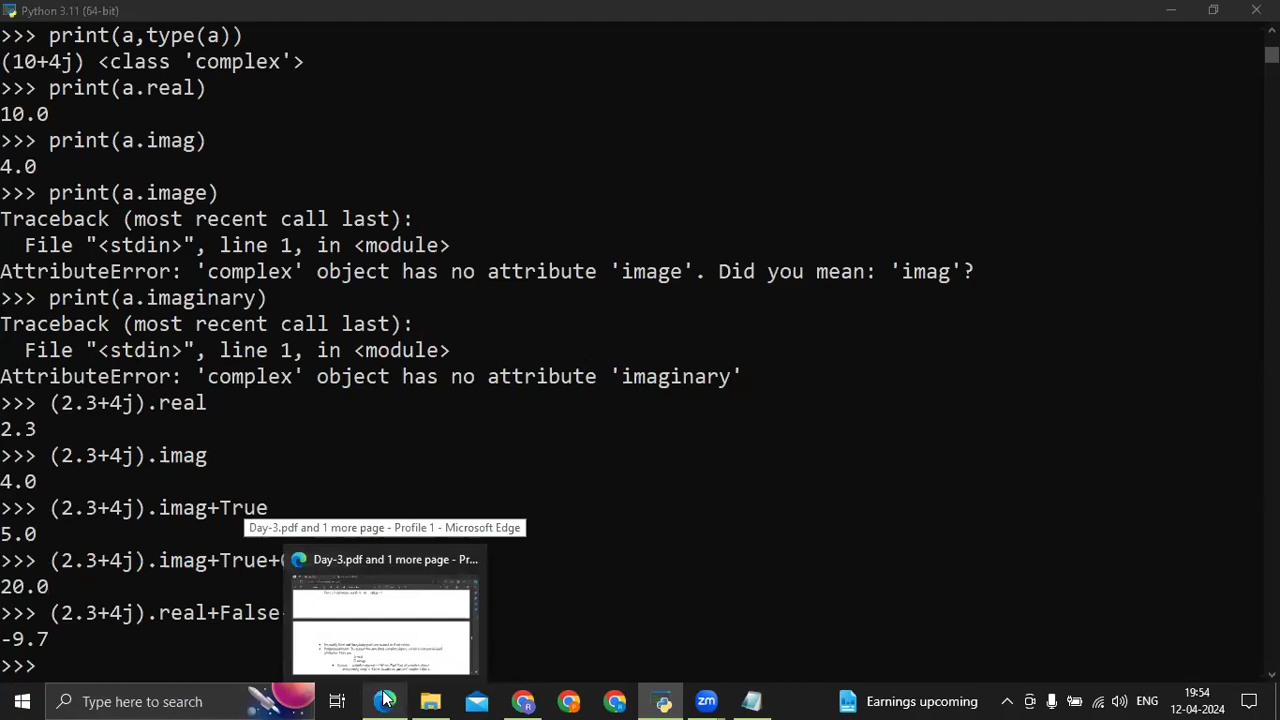 Python 3.11 (64-bit)
>>> print(a,type(a))
(10+4j) <class 'complex'>
>>> print(a.real)
10.0
>>> print(a.imag)
4.0
>>> print(a.image)
Traceback (most recent call last):
  File "<stdin>", line 1, in <module>
AttributeError: 'complex' object has no attribute 'image'. Did you mean: 'imag'?
>>> print(a.imaginary)
Traceback (most recent call last):
  File "<stdin>", line 1, in <module>
AttributeError: 'complex' object has no attribute 'imaginary'
>>> (2.3+4j).real
2.3
>>> (2.3+4j).imag
4.0
>>> (2.3+4j).imag+True
5.0
Day-3.pdf and 1 more page - Profile 1 - Microsoft Edge
>>> (2.3+4j).imag+True+
Day-3.pdf and 1 more page - Pr...
20.0
>>> (2.3+4j).real+False
-9.7
>>>
Type here to search
Earnings upcoming
ENG
19:54
12-04-2024